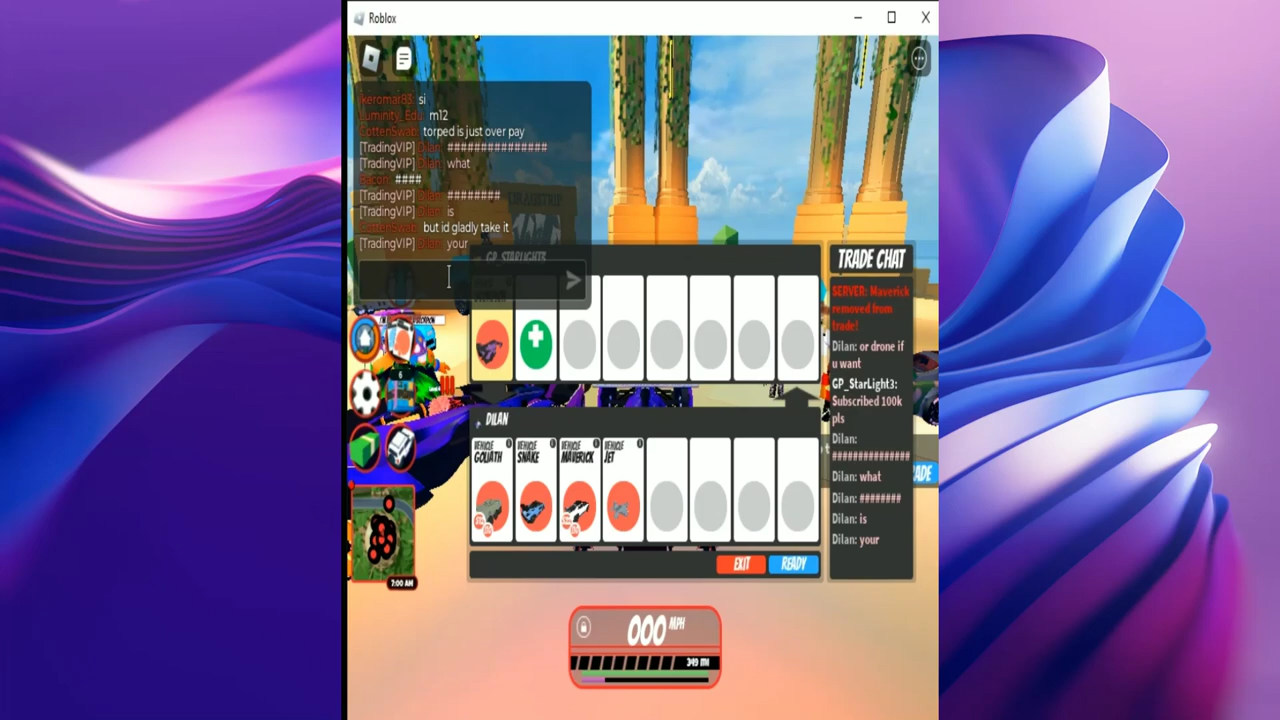 Roblox
keromar83: si
Luminity_Edu: m12
CottenSwab: torped is just over pay
[TradingVIP] Dilan: ###############
[TradingVIP] Dilan: what
Bacon: ####
[TradingVIP] Dilan: ########
[TradingVIP] Dilan: is
CottenSwab: but id gladly take it
[TradingVIP] Dilan: your
GP_STARLIGHT3
TRADE CHAT
SERVER: Maverick
removed from
trade!
Dilan: or drone if
u want
GP_StarLight3:
Subscribed 100k
pls
Dilan:
###############
Dilan: what
Dilan: ########
Dilan: is
Dilan: your
6
DILAN
VEHICLE
GOLIATH
VEHICLE
SNAKE
VEHICLE
MAVERICK
VEHICLE
JET
ADE
EXIT
READY
7:00 AM
000 MPH
349 MI